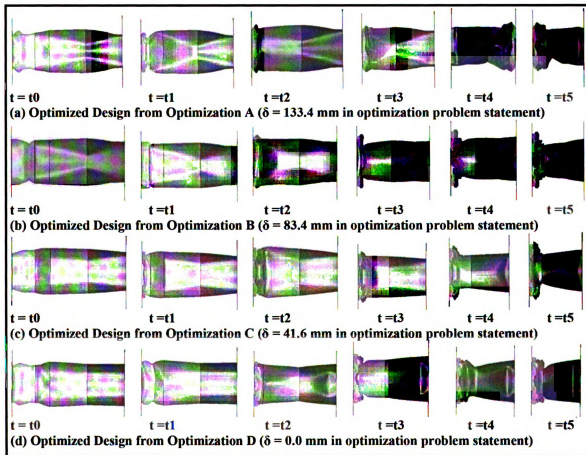 t = t0 t =t1 t =t2 t =t3 t =t4 t =t5
(a) Optimized Design from Optimization A (δ = 133.4 mm in optimization problem statement)
t = t0 t =t1 t =t2 t =t3 t =t4 t =t5
(b) Optimized Design from Optimization B (δ = 83.4 mm in optimization problem statement)
t = t0 t =t1 t =t2 t =t3 t =t4 t =t5
(c) Optimized Design from Optimization C (δ = 41.6 mm in optimization problem statement)
t = t0 t =t1 t =t2 t =t3 t =t4 t =t5
(d) Optimized Design from Optimization D (δ = 0.0 mm in optimization problem statement)